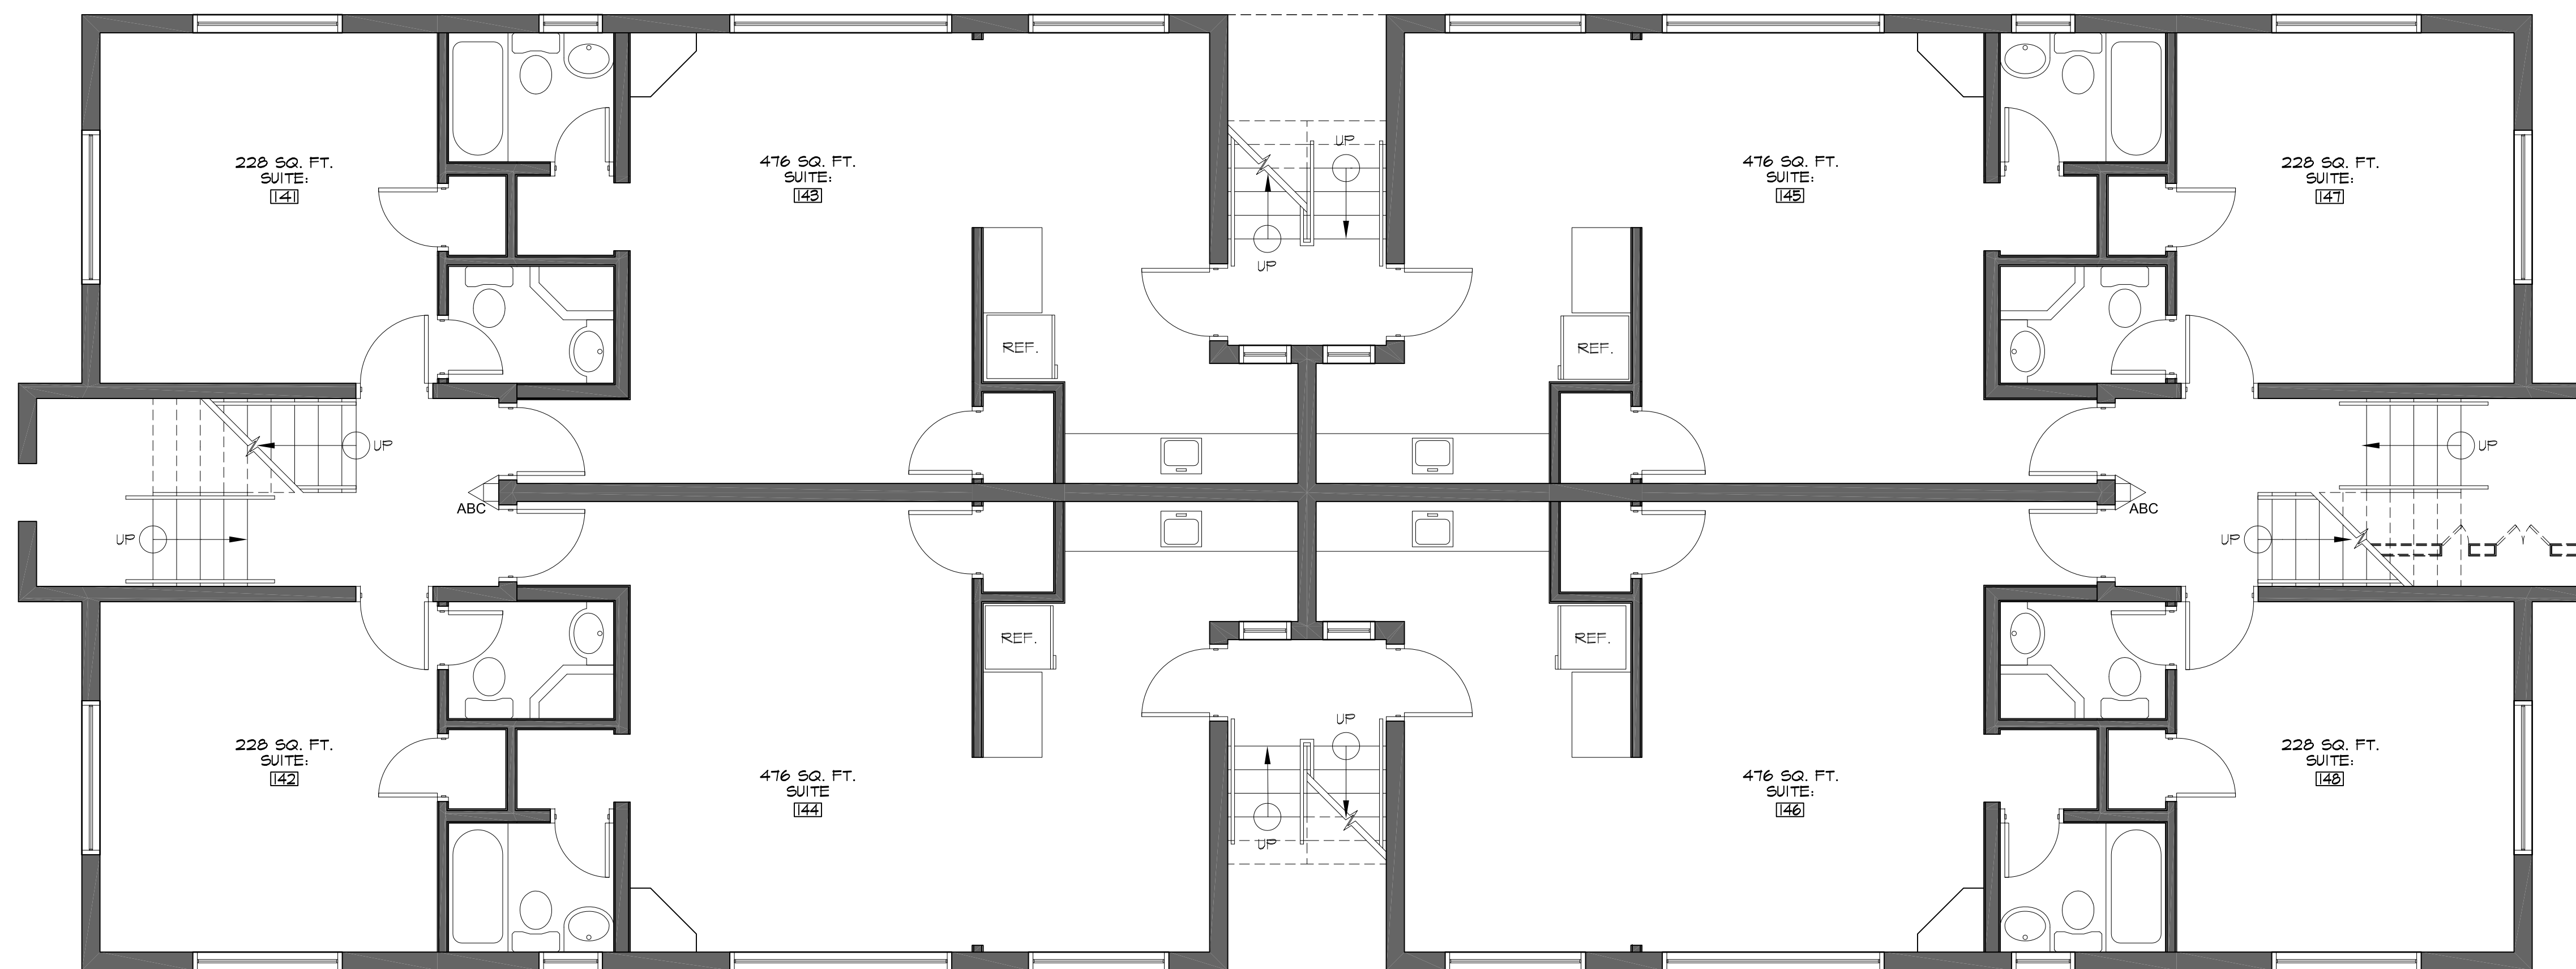 228 SQ. FT.
SUITE:
141
476 SQ. FT.
SUITE:
143
UP
UP
476 SQ. FT.
SUITE:
145
228 SQ. FT.
SUITE:
147
REF.
REF.
UP
UP
ABC
ABC
UP
UP
REF.
REF.
228 SQ. FT.
SUITE:
142
476 SQ. FT.
SUITE
144
UP
UP
476 SQ. FT.
SUITE:
146
228 SQ. FT.
SUITE:
148